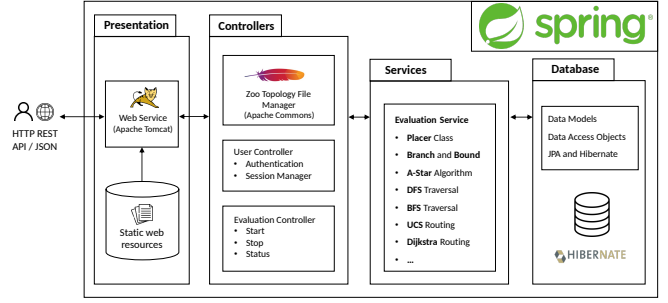 Presentation
Controllers
spring
Services
Database
Zoo Topology File
Manager
(Apache Commons)
Web Service
(Apache Tomcat)
HTTP REST
API / JSON
User Controller
• Authentication
• Session Manager
Static web
resources
Evaluation Controller
• Start
• Stop
• Status
Evaluation Service
• Placer Class
• Branch and Bound
• A-Star Algorithm
• DFS Traversal
• BFS Traversal
• UCS Routing
• Dijkstra Routing
• ...
Data Models
Data Access Objects
JPA and Hibernate
HIBERNATE